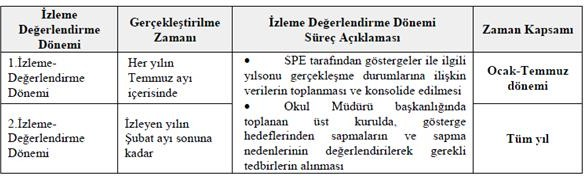 İzleme
Değerlendirme
Dönemi
Gerçekleştirilme
Zamanı
İzleme Değerlendirme Dönemi
Süreç Açıklaması
Zaman Kapsamı
1.İzleme-
Değerlendirme
Dönemi
Her yılın
Temmuz ayı
içerisinde
• SPE tarafından göstergeler ile ilgili
yılsonu gerçekleşme durumlarına ilişkin
verilerin toplanması ve konsolide edilmesi
• Okul Müdürü başkanlığında
toplanan üst kurulda, gösterge
hedeflerinden sapmaların ve sapma
nedenlerinin değerlendirilerek gerekli
tedbirlerin alınması
Ocak-Temmuz
dönemi
2.İzleme-
Değerlendirme
Dönemi
İzleyen yılın
Şubat ayı sonuna
kadar
Tüm yıl